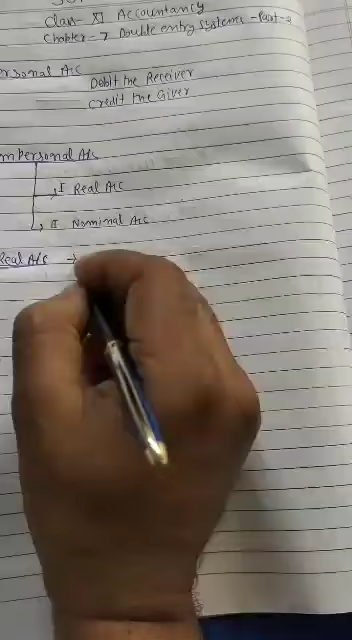 Class - XI Accountancy
Chapter - 7 Double entry systems - Part - 2
ersonal A/c
Debit the Receiver
Credit the Giver
mpersonal A/c
I Real A/c
II Nominal A/c
Real A/c →